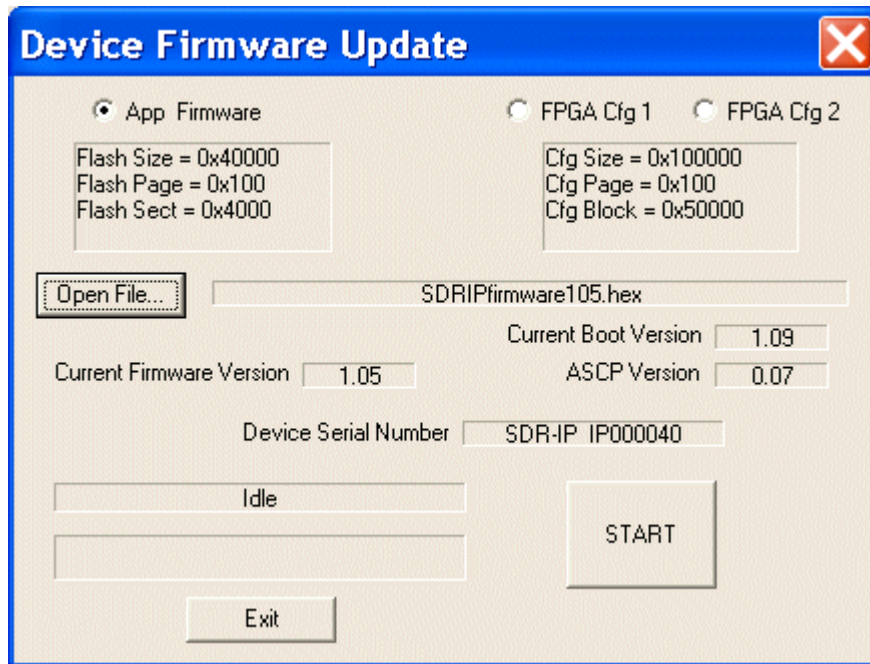 Device Firmware Update
App Firmware
FPGA Cfg 1
FPGA Cfg 2
Flash Size = 0x40000
Flash Page = 0x100
Flash Sect = 0x4000
Cfg Size = 0x100000
Cfg Page = 0x100
Cfg Block = 0x50000
Open File...
SDRIPfirmware105.hex
Current Boot Version 1.09
Current Firmware Version 1.05
ASCP Version 0.07
Device Serial Number SDR-IP IP000040
Idle
START
Exit